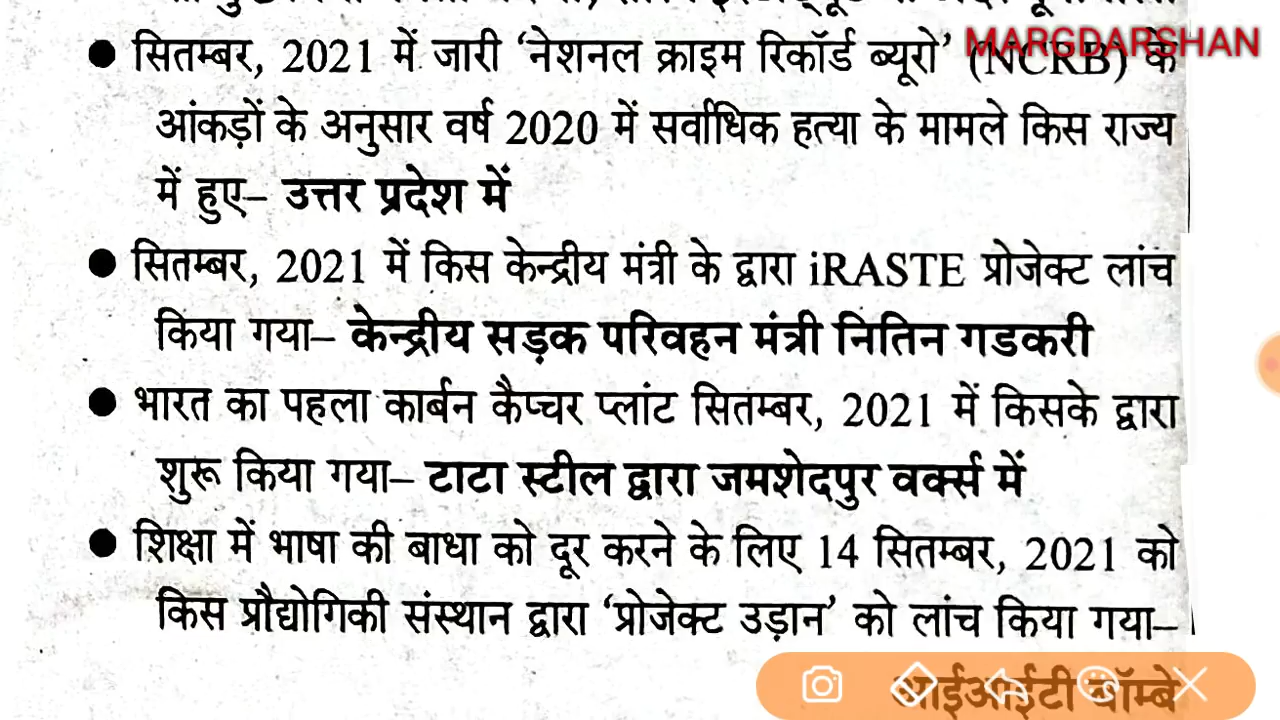 ● सितम्बर, 2021 में जारी 'नेशनल क्राइम रिकॉर्ड ब्यूरो' (NCRB) के
MARGDARSHAN
आंकड़ों के अनुसार वर्ष 2020 में सर्वाधिक हत्या के मामले किस राज्य
में हुए– उत्तर प्रदेश में
● सितम्बर, 2021 में किस केन्द्रीय मंत्री के द्वारा iRASTE प्रोजेक्ट लांच
किया गया– केन्द्रीय सड़क परिवहन मंत्री नितिन गडकरी
● भारत का पहला कार्बन कैप्चर प्लांट सितम्बर, 2021 में किसके द्वारा
शुरू किया गया– टाटा स्टील द्वारा जमशेदपुर वर्क्स में
● शिक्षा में भाषा की बाधा को दूर करने के लिए 14 सितम्बर, 2021 को
किस प्रौद्योगिकी संस्थान द्वारा 'प्रोजेक्ट उड़ान' को लांच किया गया–
आईआईटी बॉम्बे